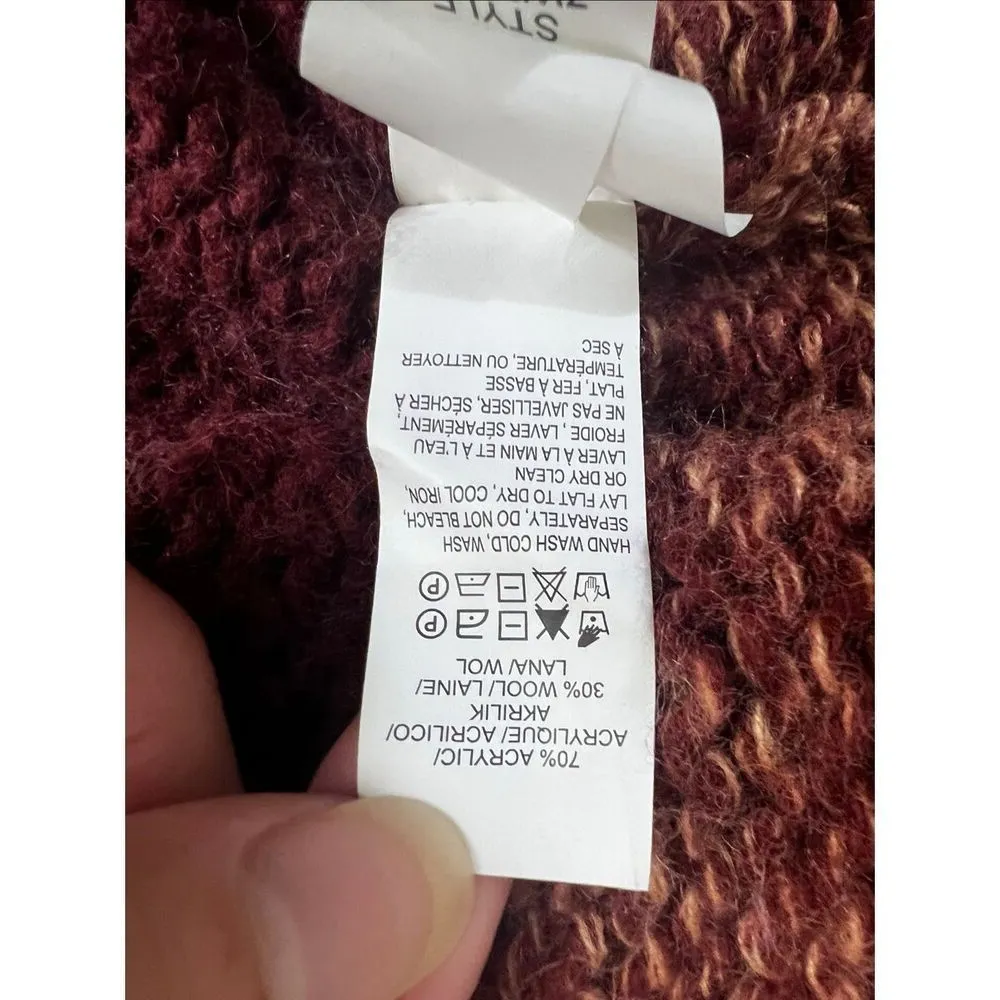 70% ACRYLIC/
ACRYLIQUE/ ACRILICO/
AKRILIK
30% WOOL/ LAINE/
LANA/ WOL
P
P
HAND WASH COLD, WASH
SEPARATELY, DO NOT BLEACH,
LAY FLAT TO DRY, COOL IRON,
OR DRY CLEAN
LAVER À LA MAIN ET À L'EAU
FROIDE , LAVER SÉPARÉMENT,
NE PAS JAVELLISER, SÉCHER À
PLAT, FER À BASSE
TEMPÉRATURE, OU NETTOYER
À SEC
STYLE